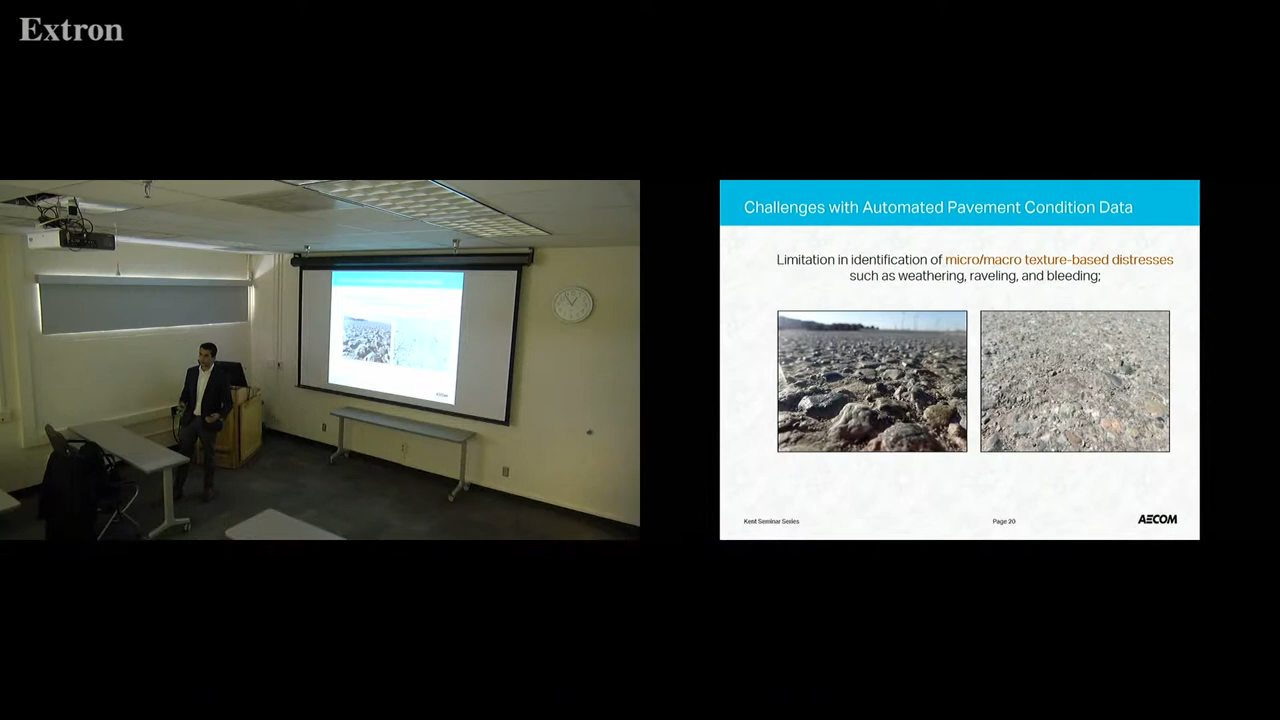 Extron
Challenges with Automated Pavement Condition Data
Limitation in identification of micro/macro texture-based distresses
such as weathering, raveling, and bleeding;
Kent Seminar Series
Page 20
AECOM